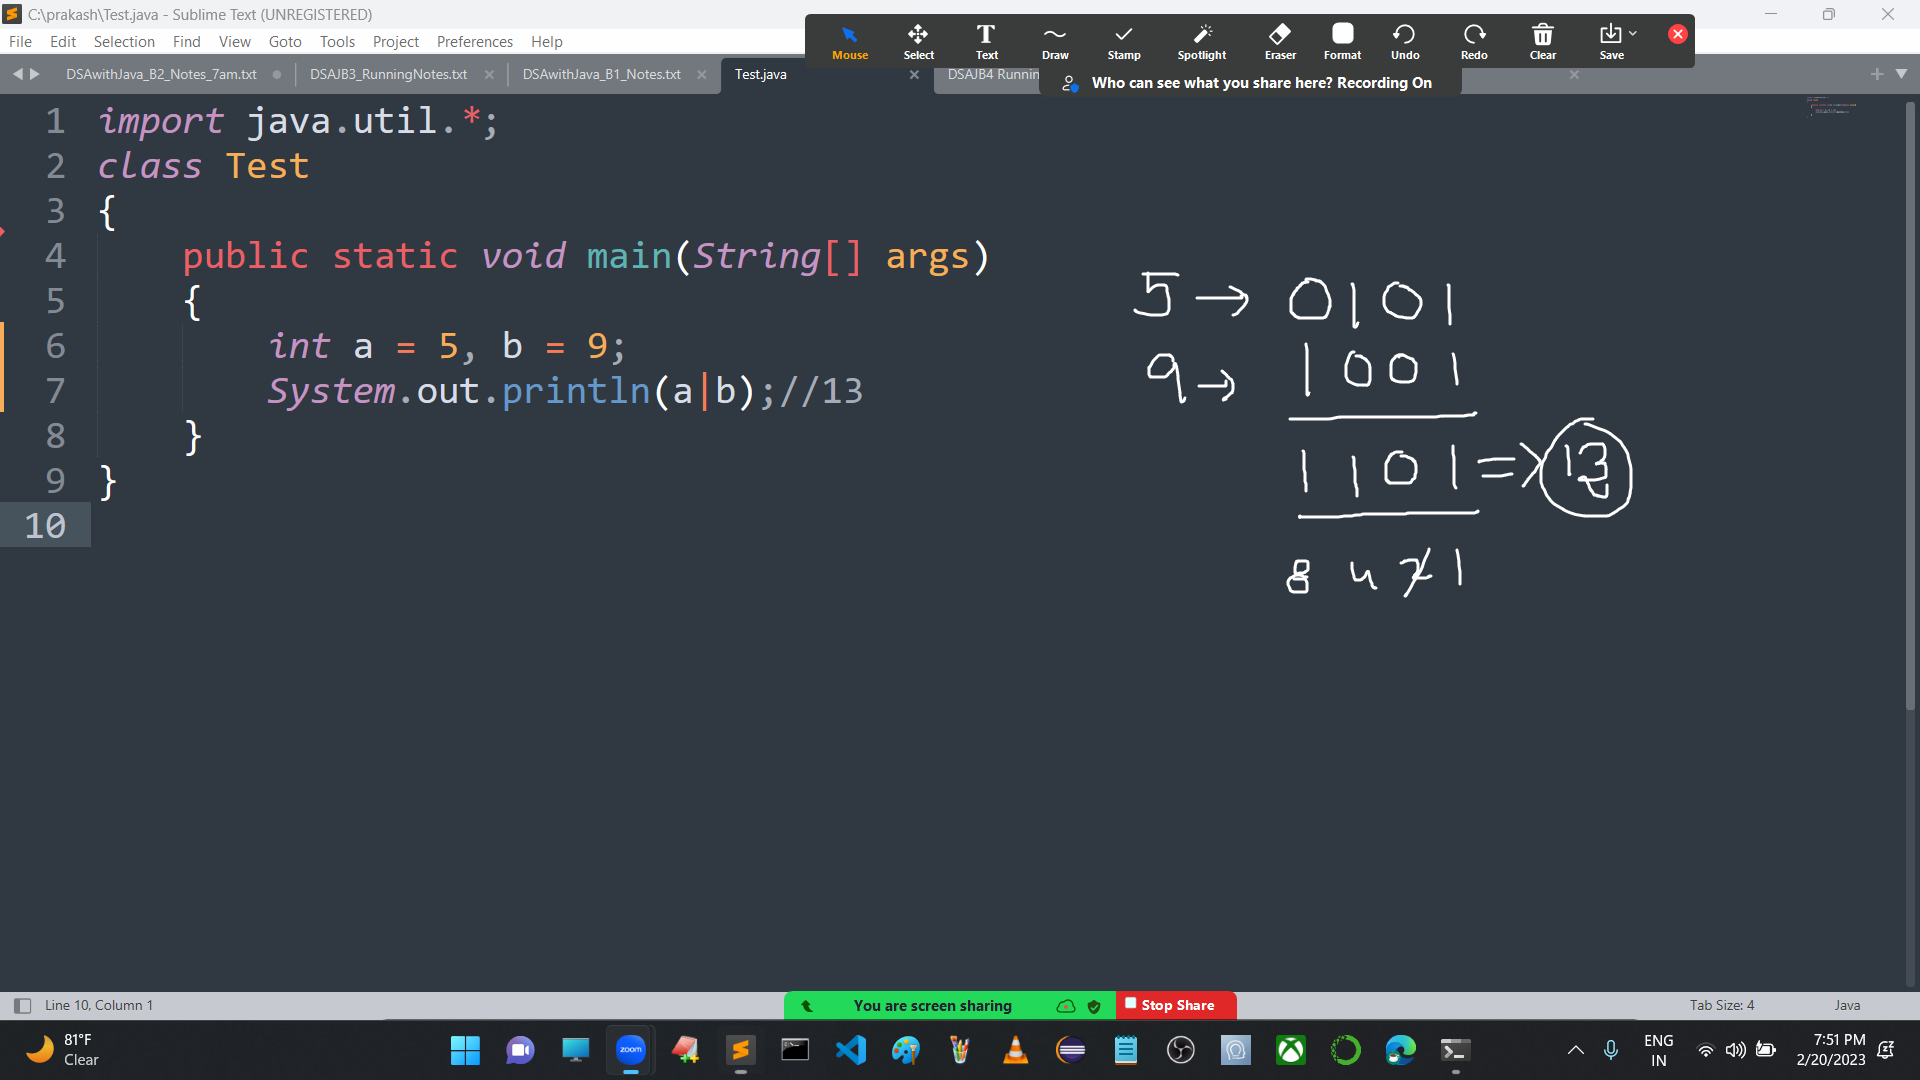 C:\prakash\Test.java - Sublime Text (UNREGISTERED)
File Edit Selection Find View Goto Tools Project Preferences Help
Mouse Select Text Draw Stamp Spotlight Eraser Format Undo Redo Clear Save
DSAwithJava_B2_Notes_7am.txt DSAJB3_RunningNotes.txt DSAwithJava_B1_Notes.txt Test.java DSAJB4 Runnin
Who can see what you share here? Recording On
1 import java.util.*;
2 class Test
3 {
4 public static void main(String[] args)
5 {
6 int a = 5, b = 9;
7 System.out.println(a|b);//13
8 }
9 }
10
5 → 0101
9 → 1001
1101 => 13
8 4 2 1
Line 10, Column 1
You are screen sharing
Stop Share
Tab Size: 4
Java
81°F
Clear
zoom
ENG
IN
7:51 PM
2/20/2023